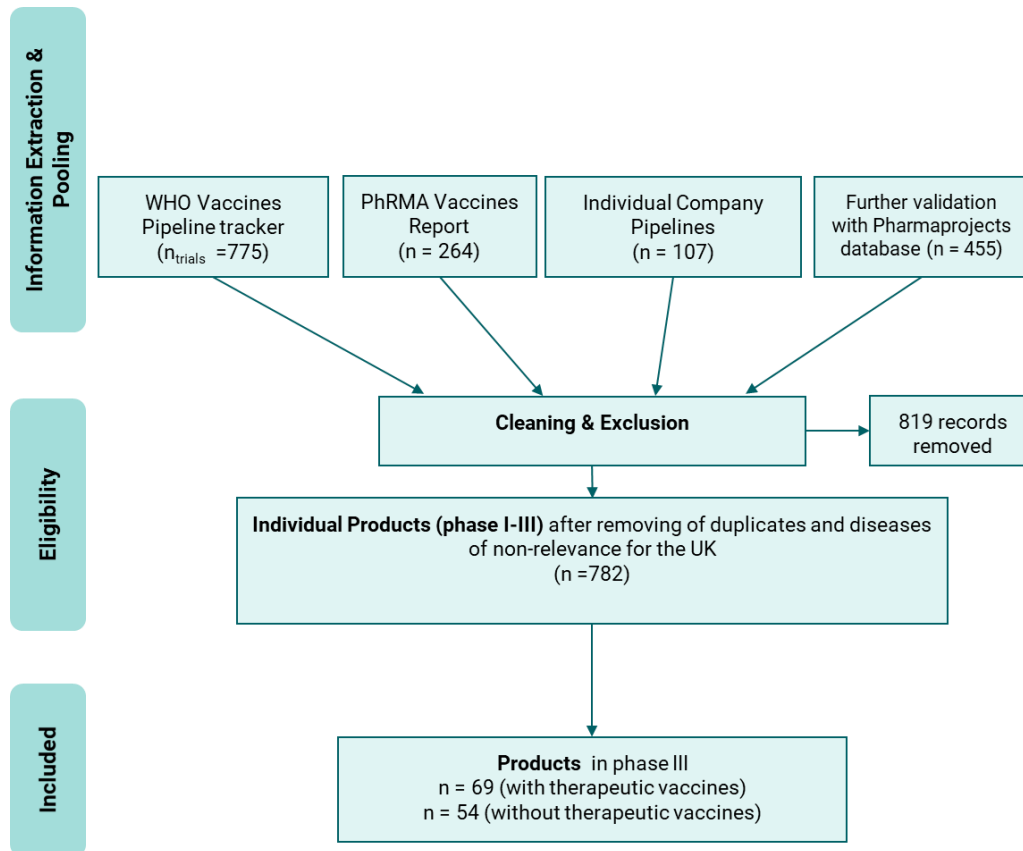 Information Extraction &
Pooling
WHO Vaccines
Pipeline tracker
(ntrials =775)
PhRMA Vaccines
Report
(n = 264)
Individual Company
Pipelines
(n = 107)
Further validation
with Pharmaprojects
database (n = 455)
Eligibility
Cleaning & Exclusion
819 records
removed
Individual Products (phase I-III) after removing of duplicates and diseases
of non-relevance for the UK
(n =782)
Included
Products in phase III
n = 69 (with therapeutic vaccines)
n = 54 (without therapeutic vaccines)